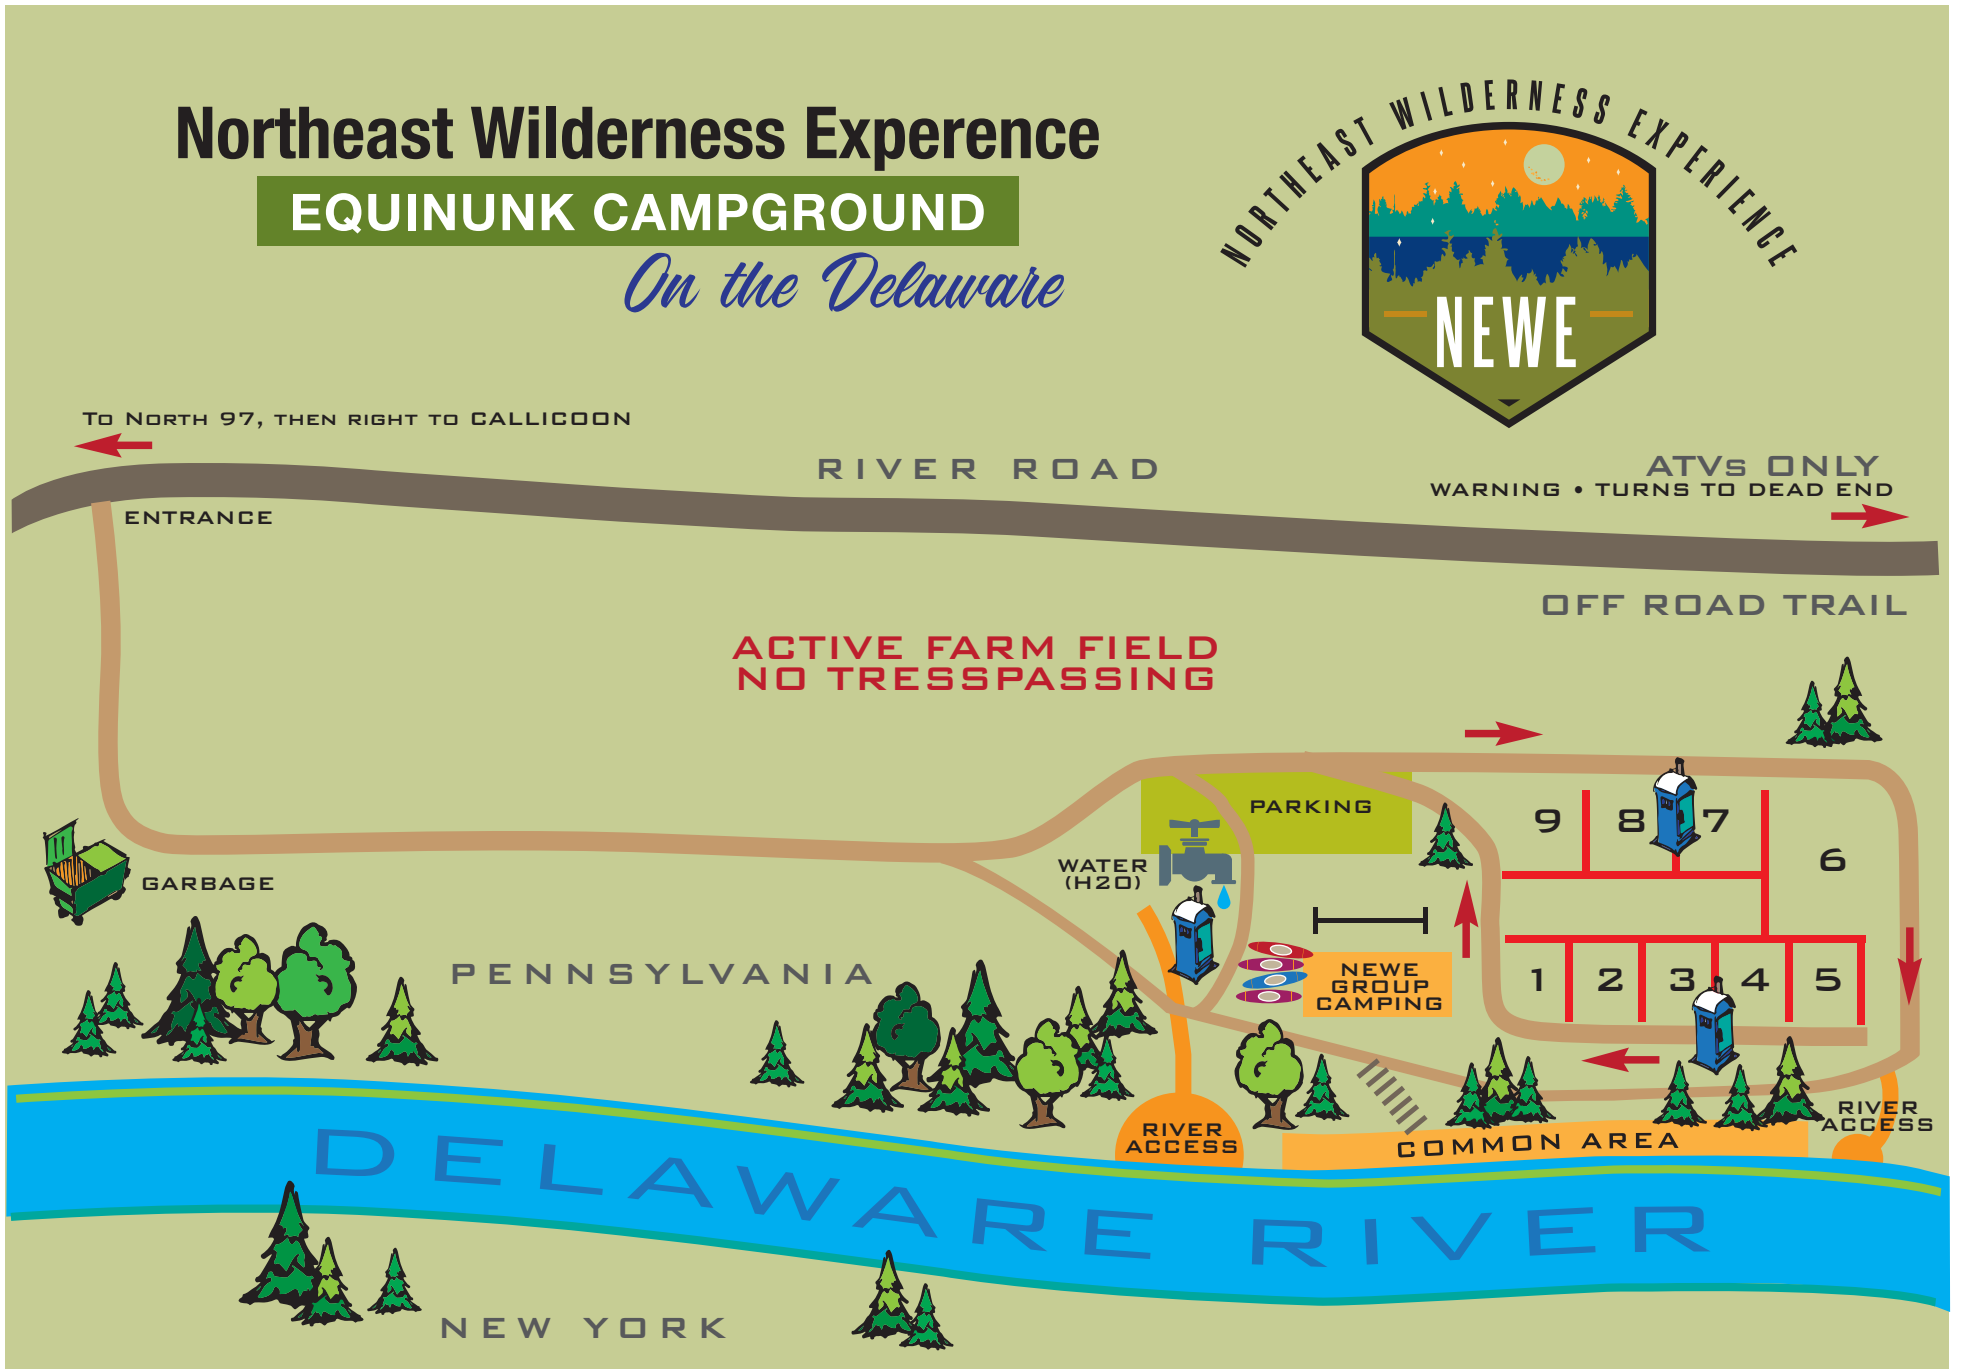 Northeast Wilderness Experence
EQUINUNK CAMPGROUND
On the Delaware
NORTHEAST WILDERNESS EXPERIENCE
NEWE
To North 97, then right to CALLICOON
RIVER ROAD
ATVs ONLY
WARNING • TURNS TO DEAD END
ENTRANCE
OFF ROAD TRAIL
ACTIVE FARM FIELD
NO TRESSPASSING
PARKING
9 8 7
6
WATER
(H2O)
GARBAGE
PENNSYLVANIA
NEWE
GROUP
CAMPING
1 2 3 4 5
RIVER
ACCESS
RIVER
ACCESS
COMMON AREA
DELAWARE RIVER
NEW YORK